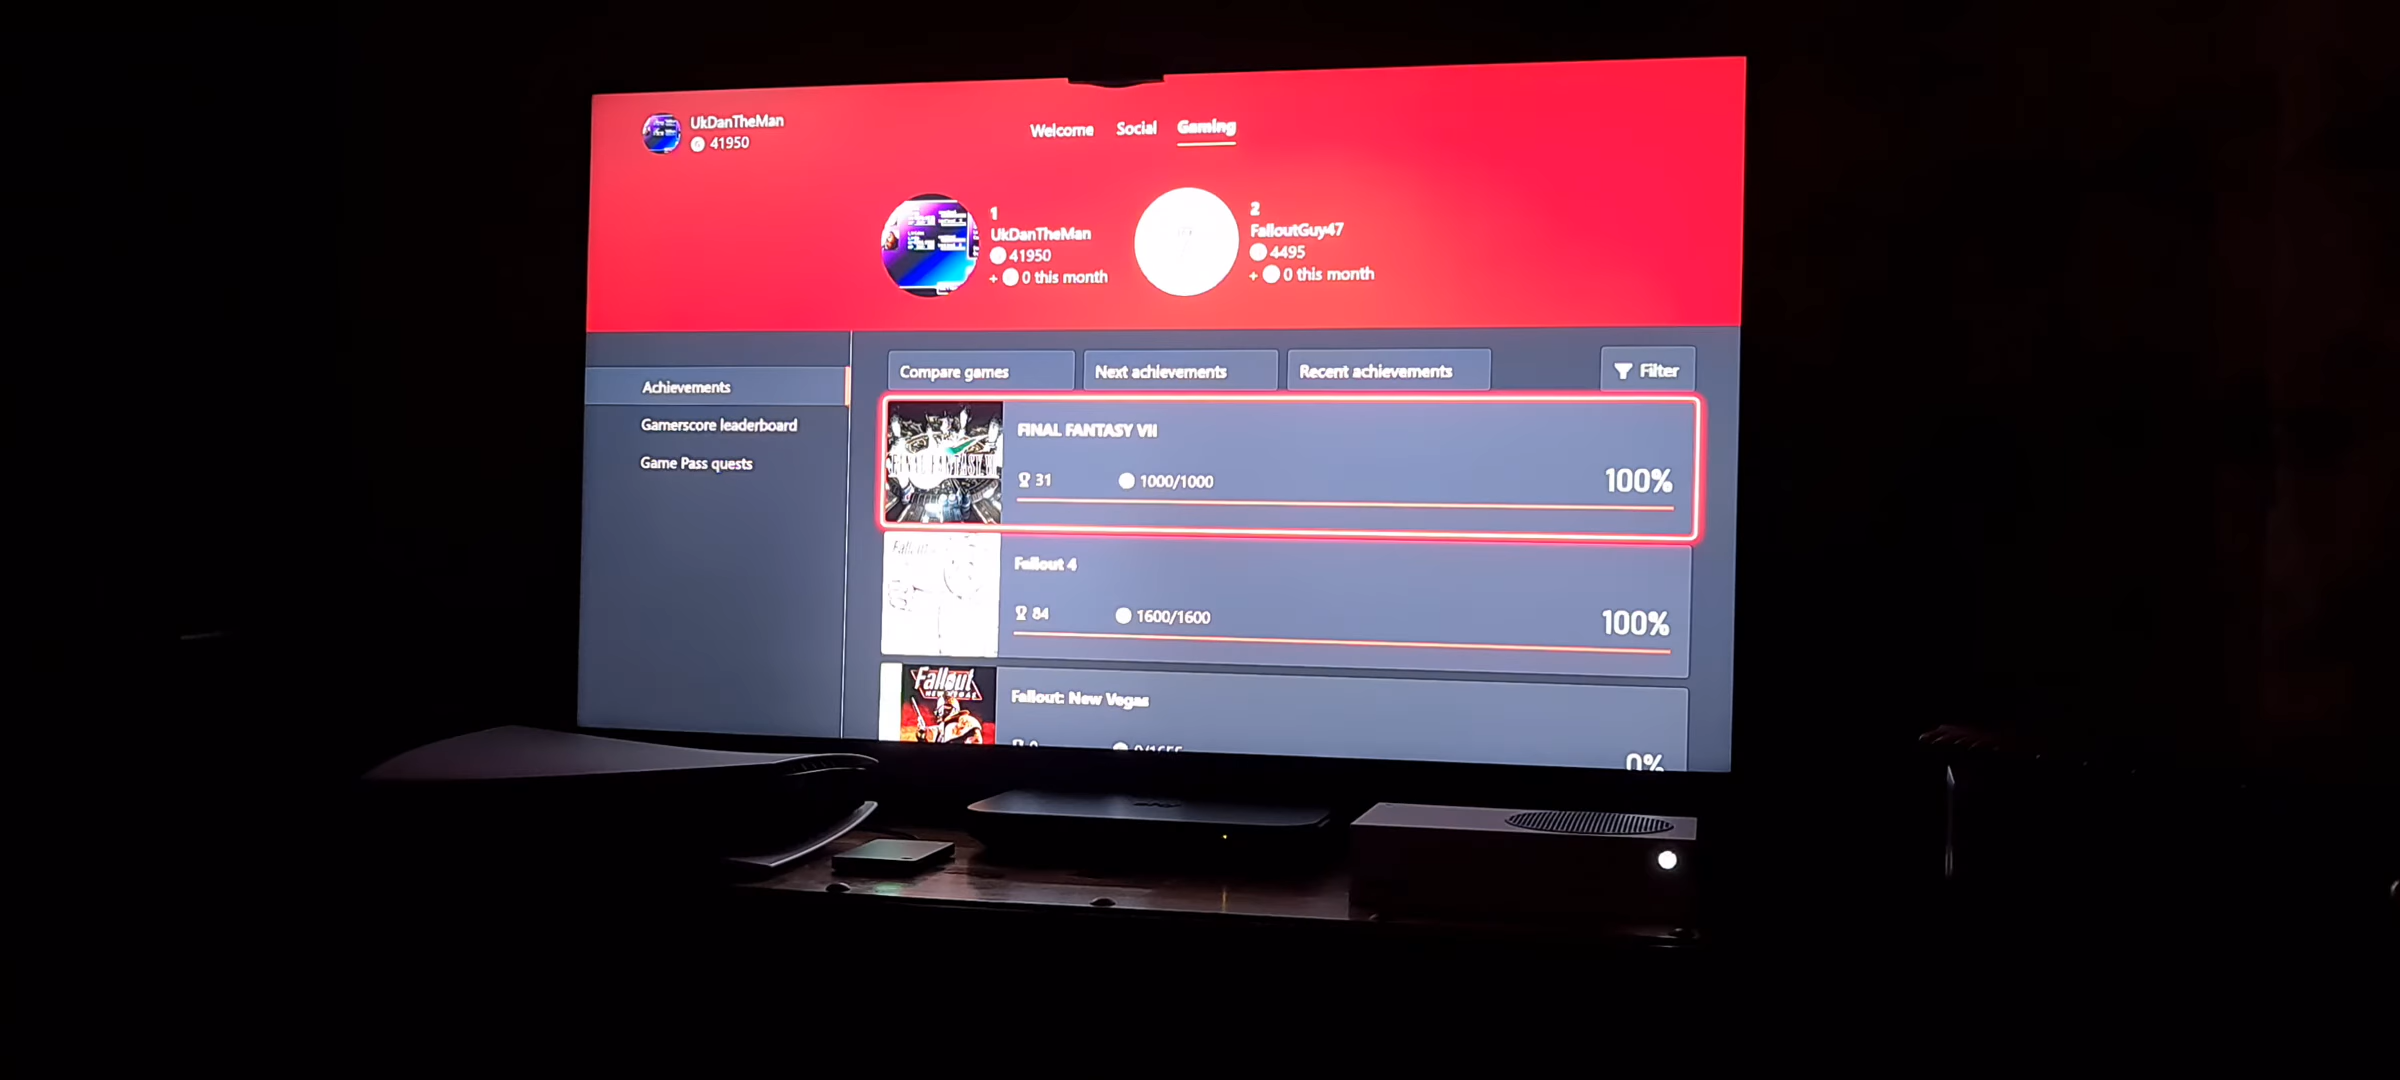 UkDanTheMan
41950
Welcome Social Gaming
1
UkDanTheMan
41950
+ 0 this month
2
FalloutGuy47
4495
+ 0 this month
Achievements
Gamerscore leaderboard
Game Pass quests
Compare games Next achievements Recent achievements Filter
FINAL FANTASY VII
31 1000/1000 100%
Fallout 4
84 1600/1600 100%
Fallout
NEW VEGAS
Fallout: New Vegas
0%